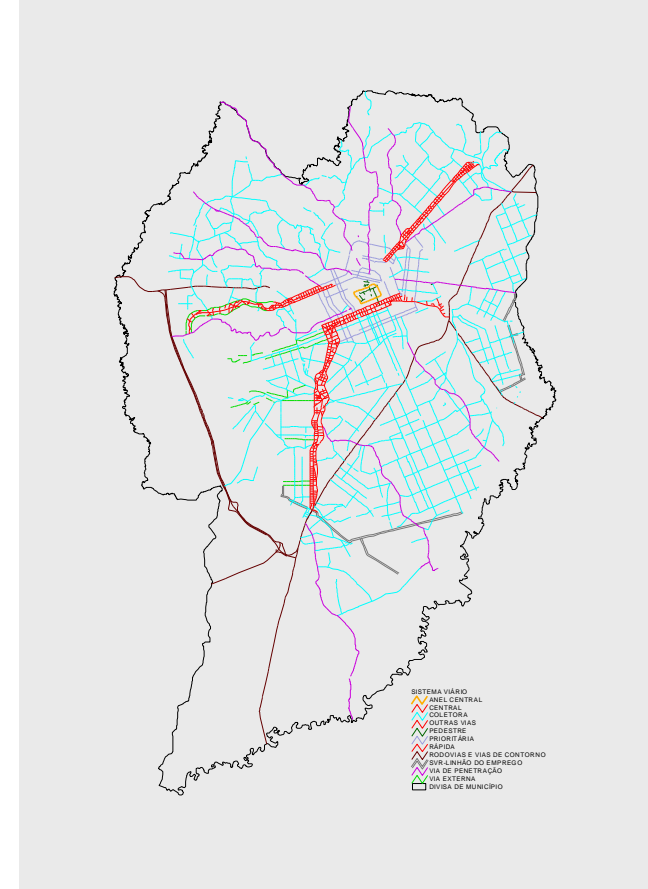 SISTEMA VIÁRIO
ANEL CENTRAL
CENTRAL
COLETORA
OUTRAS VIAS
PEDESTRE
PRIORITÁRIA
RÁPIDA
RODOVIAS E VIAS DE CONTORNO
SVR-LINHÃO DO EMPREGO
VIA DE PENETRAÇÃO
VIA EXTERNA
DIVISA DE MUNICÍPIO